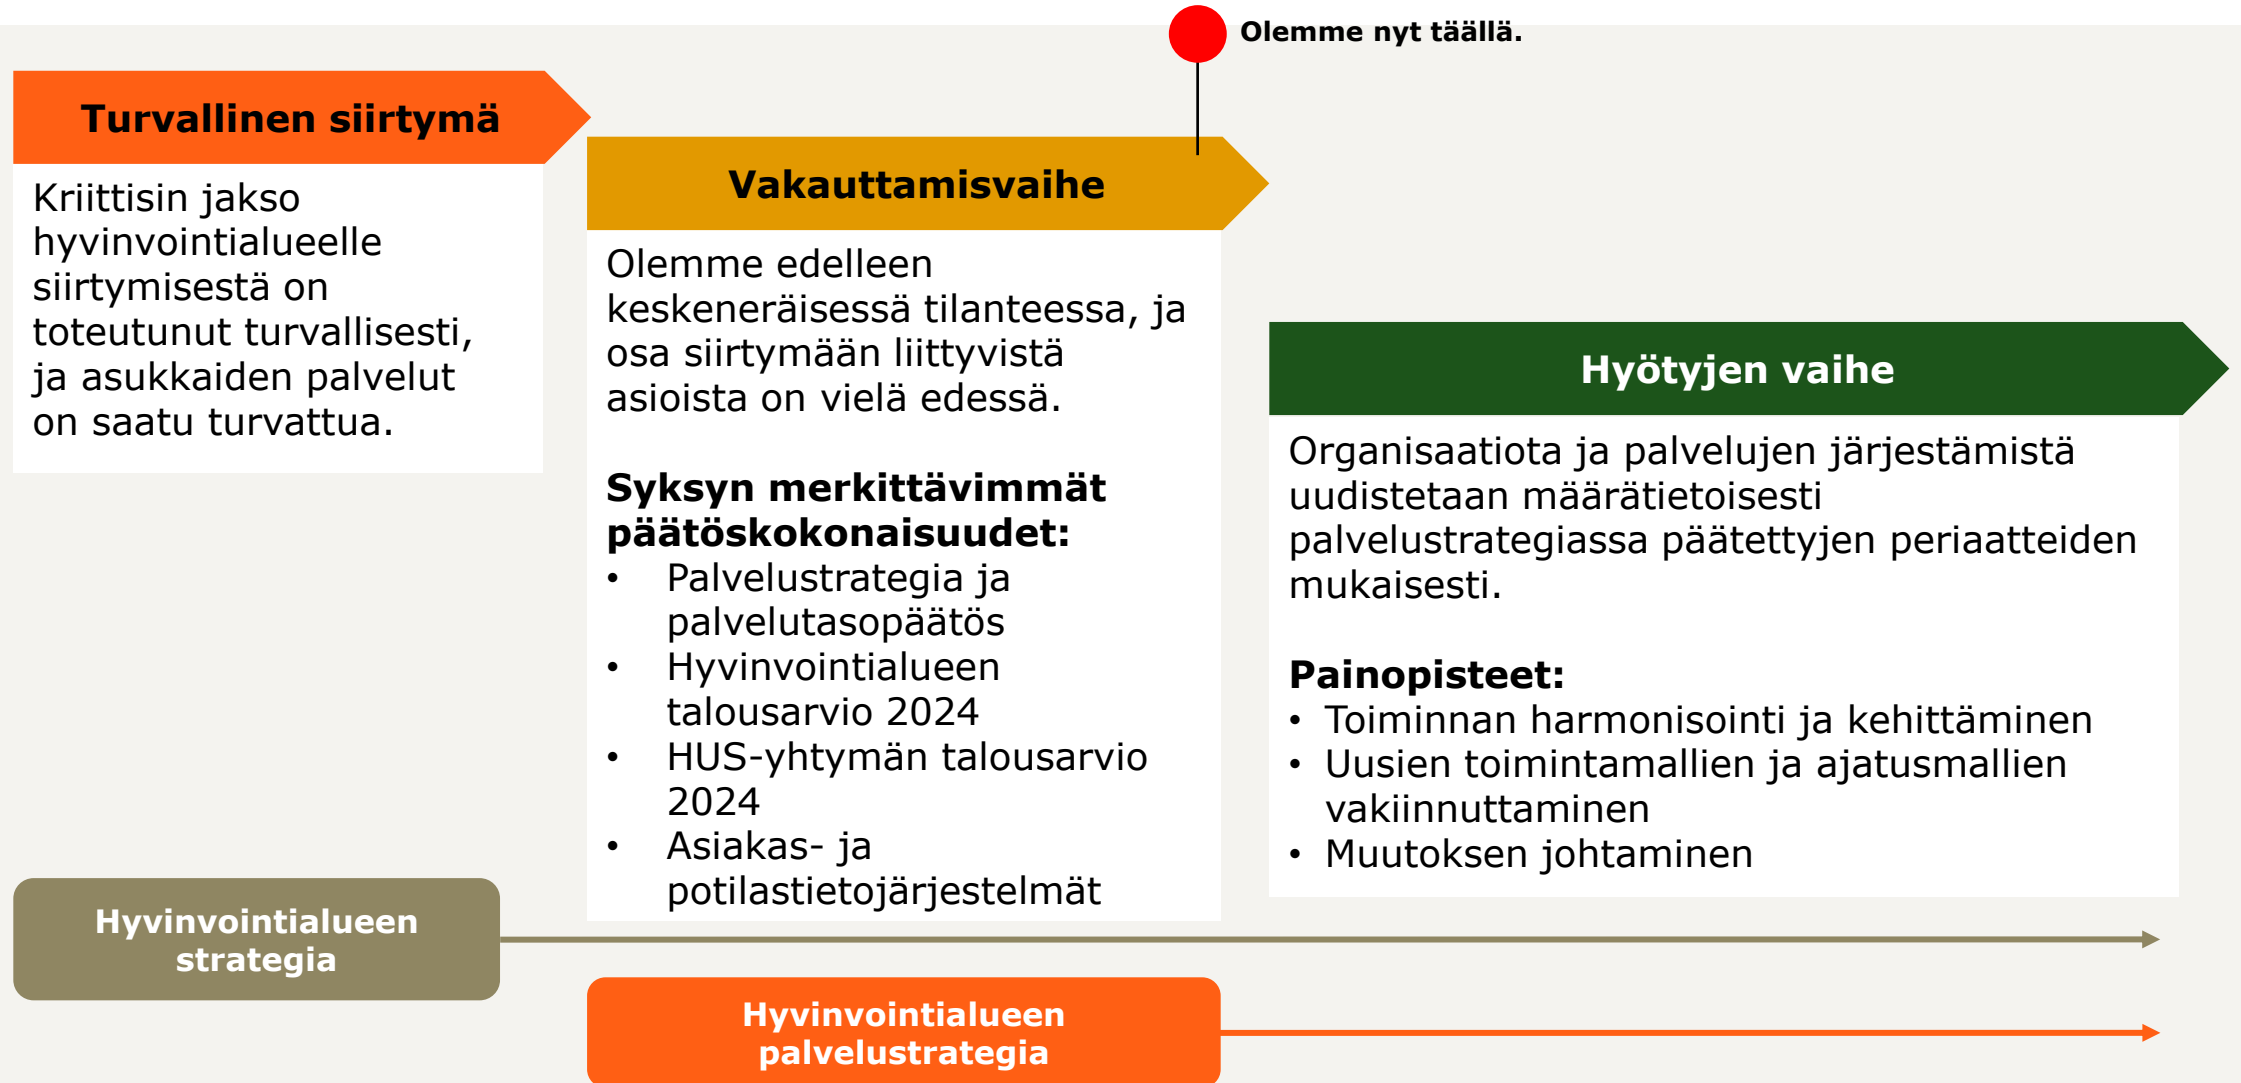 Olemme nyt täällä.
Turvallinen siirtymä
Kriittisin jakso
hyvinvointialueelle
siirtymisestä on
toteutunut turvallisesti,
ja asukkaiden palvelut
on saatu turvattua.
Vakauttamisvaihe
Olemme edelleen
keskeneräisessä tilanteessa, ja
osa siirtymään liittyvistä
asioista on vielä edessä.
Syksyn merkittävimmät
päätöskokonaisuudet:
• Palvelustrategia ja
palvelutasopäätös
• Hyvinvointialueen
talousarvio 2024
• HUS-yhtymän talousarvio
2024
• Asiakas- ja
potilastietojärjestelmät
Hyötyjen vaihe
Organisaatiota ja palvelujen järjestämistä
uudistetaan määrätietoisesti
palvelustrategiassa päätettyjen periaatteiden
mukaisesti.
Painopisteet:
• Toiminnan harmonisointi ja kehittäminen
• Uusien toimintamallien ja ajatusmallien
vakiinnuttaminen
• Muutoksen johtaminen
Hyvinvointialueen
strategia
Hyvinvointialueen
palvelustrategia